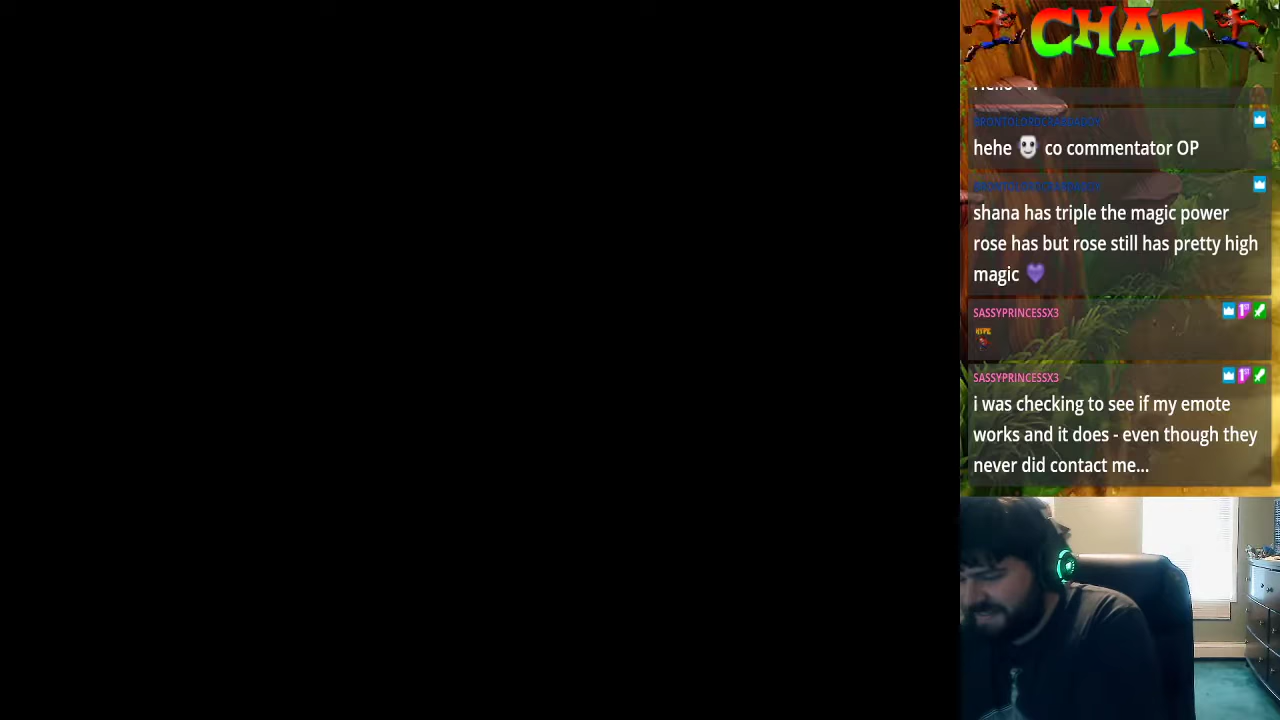 CHAT
hehe co commentator OP
shana has triple the magic power
rose has but rose still has pretty high
magic
SASSYPRINCESSX3
HYPE
SASSYPRINCESSX3
i was checking to see if my emote
works and it does - even though they
never did contact me...